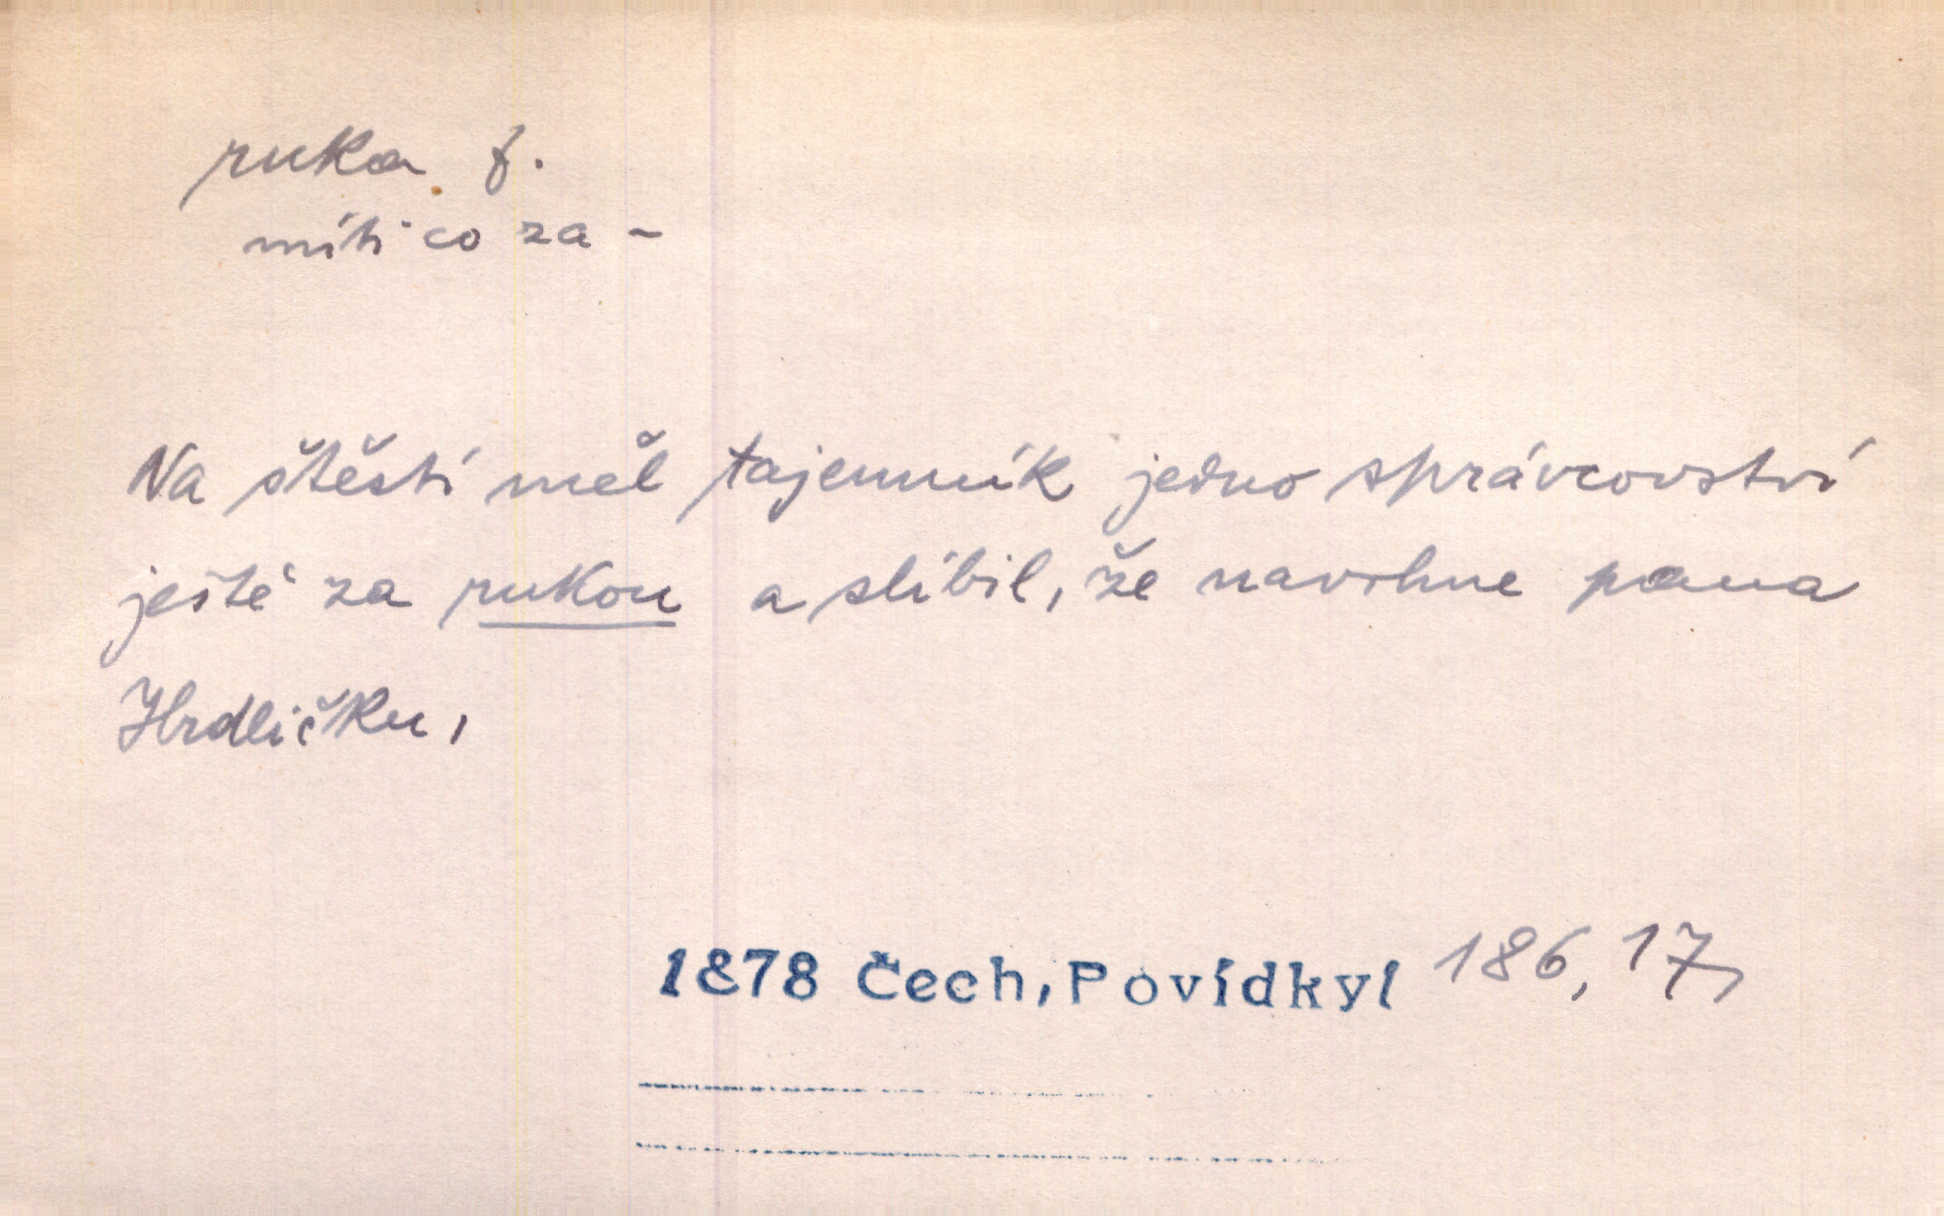 ruka f.
míti co za –
Na štěstí měl tajemník jedno správcovství
ještě za rukou a slíbil, že navrhne pana
Hrdličku,
1878 Čech, Povídky I 186, 17